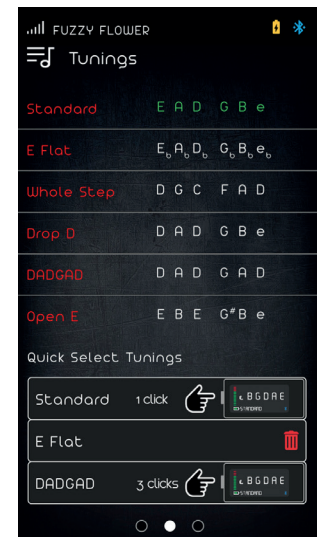 FUZZY FLOWER
Tunings
Standard E A D G B e
E Flat E♭A♭D♭ G♭B♭e♭
Whole Step D G C F A D
Drop D D A D G B e
DADGAD D A D G A D
Open E E B E G#B e
Quick Select Tunings
Standard 1 click e B G D A E
E Flat
DADGAD 3 clicks e B G D A E